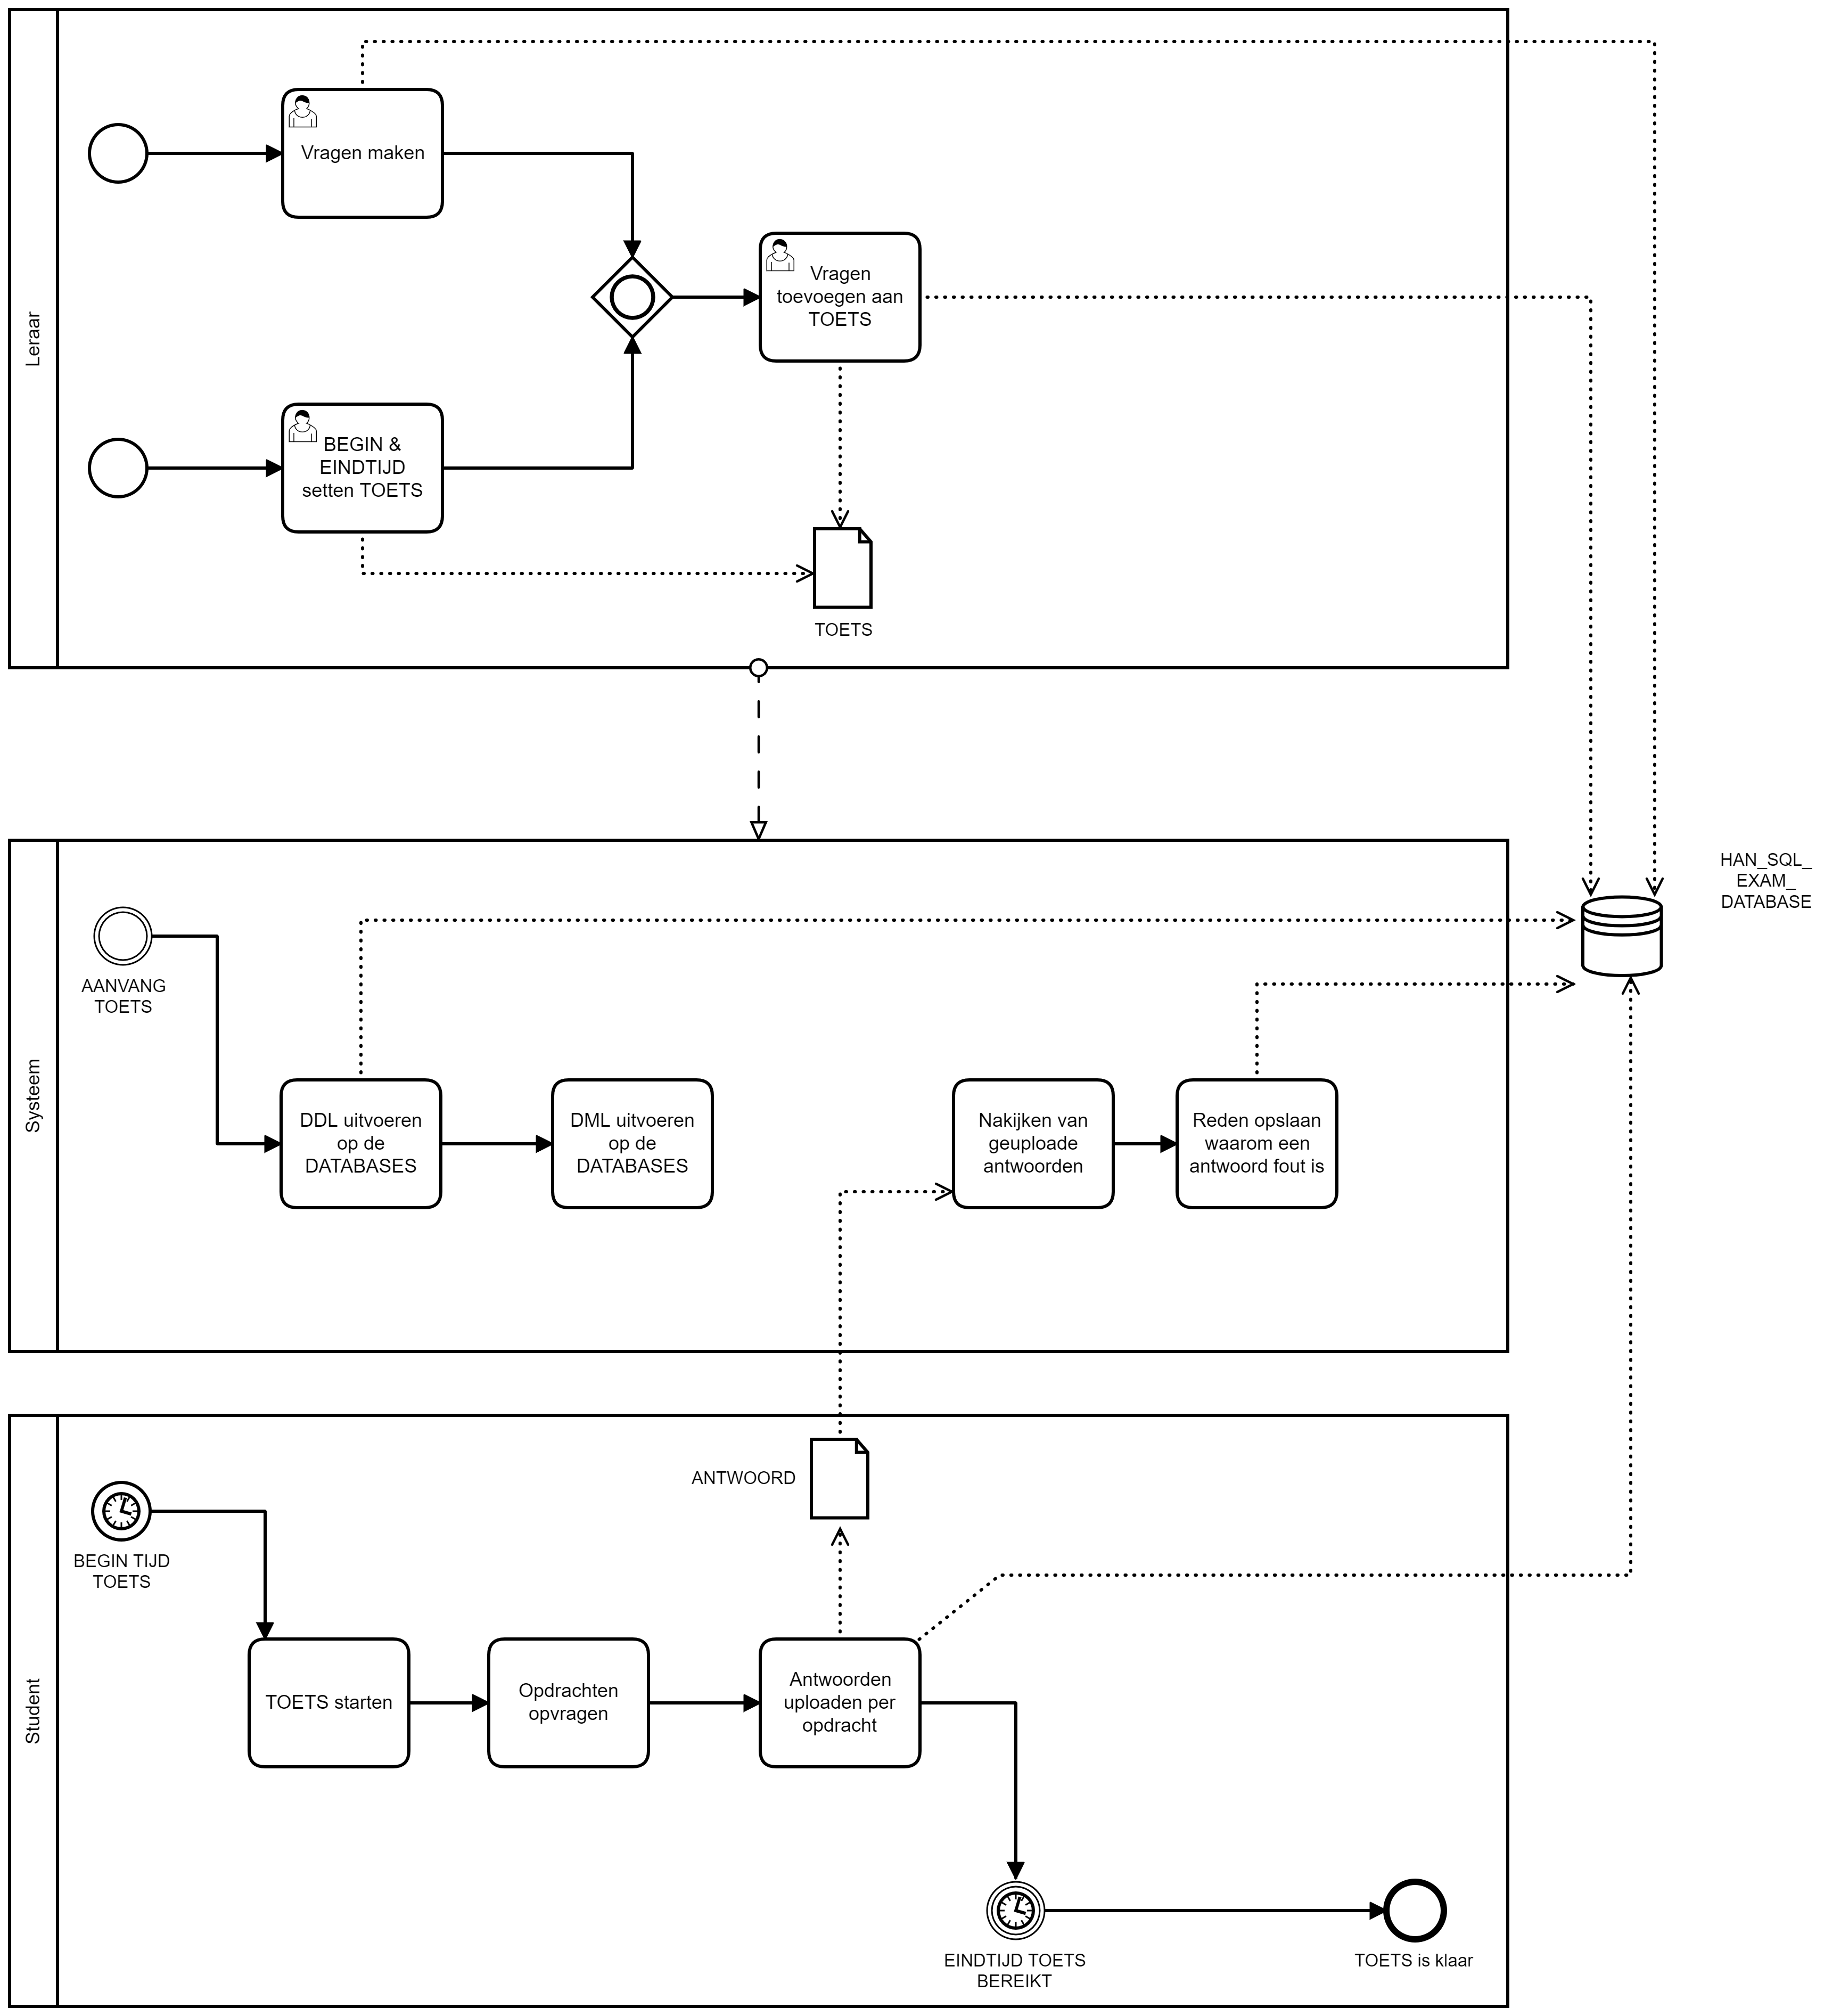 Leraar
Vragen maken
Vragen
toevoegen aan
TOETS
BEGIN &
EINDTIJD
setten TOETS
TOETS
HAN_SQL_
EXAM_
DATABASE
Systeem
AANVANG
TOETS
DDL uitvoeren
op de
DATABASES
DML uitvoeren
op de
DATABASES
Nakijken van
geuploade
antwoorden
Reden opslaan
waarom een
antwoord fout is
Student
ANTWOORD
BEGIN TIJD
TOETS
TOETS starten
Opdrachten
opvragen
Antwoorden
uploaden per
opdracht
EINDTIJD TOETS
BEREIKT
TOETS is klaar